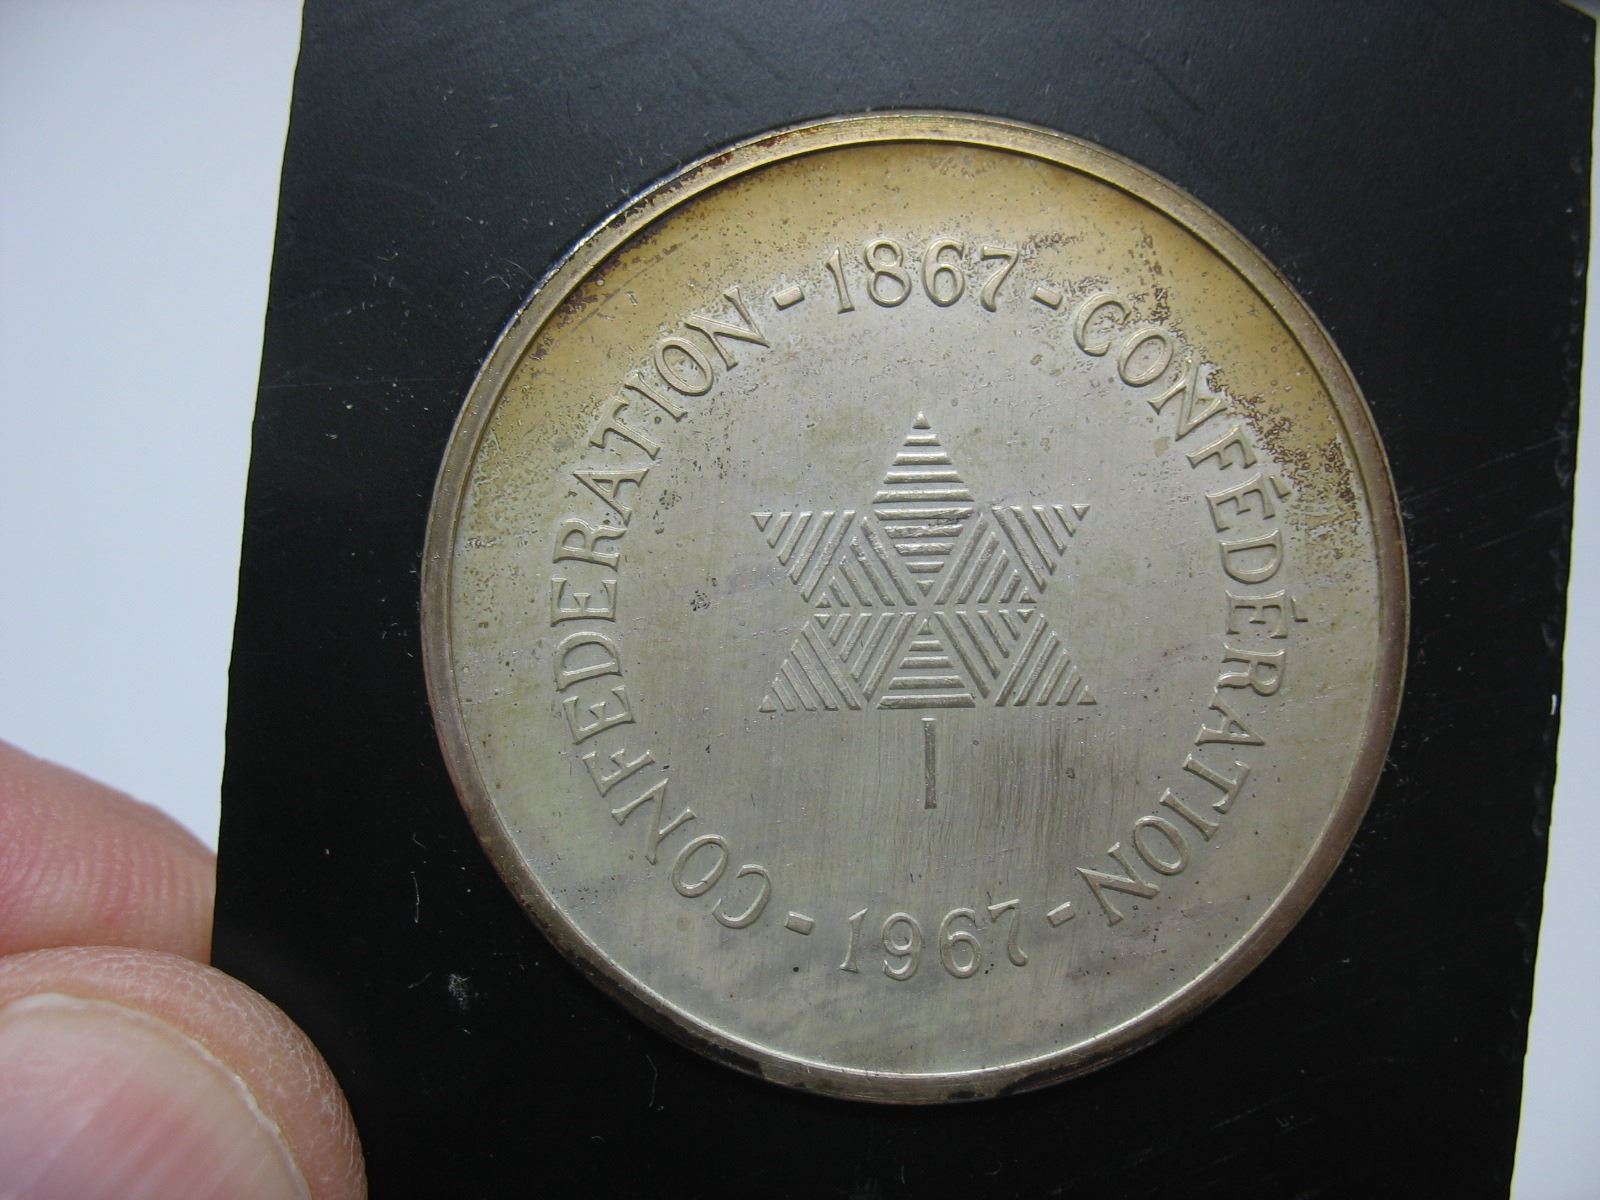 CONFEDERATION - 1867 - CONFÉDÉRATION - 1967 -